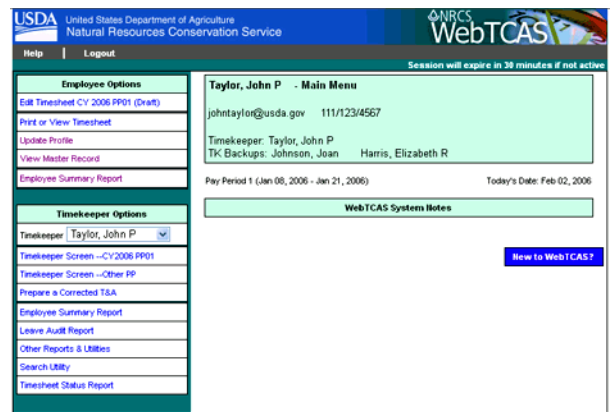 USDA United States Department of Agriculture
Natural Resources Conservation Service
NRCS
WebTCAS
Help | Logout
Session will expire in 30 minutes if not active
Employee Options
Edit Timesheet CY 2006 PP01 (Draft)
Print or View Timesheet
Update Profile
View Master Record
Employee Summary Report
Timekeeper Options
Timekeeper Taylor, John P
Timekeeper Screen --CY2006 PP01
Timekeeper Screen --Other PP
Prepare a Corrected T&A
Employee Summary Report
Leave Audit Report
Other Reports & Utilities
Search Utility
Timesheet Status Report
Taylor, John P - Main Menu
johntaylor@usda.gov 111/123/4567
Timekeeper: Taylor, John P
TK Backups: Johnson, Joan Harris, Elizabeth R
Pay Period 1 (Jan 08, 2006 - Jan 21, 2006) Today's Date: Feb 02, 2006
WebTCAS System Notes
New to WebTCAS?